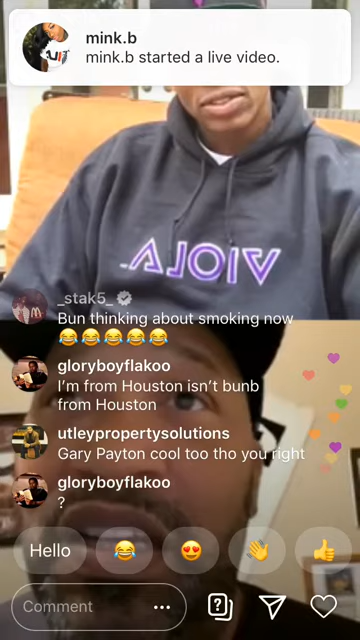 mink.b
mink.b started a live video.
VIOLA.
_stak5_
Bun thinking about smoking now
😂😂😂😂😂
gloryboyflakoo
I'm from Houston isn't bunb
from Houston
utleypropertysolutions
Gary Payton cool too tho you right
gloryboyflakoo
?
Hello 😂 😍 👋 👍
Comment